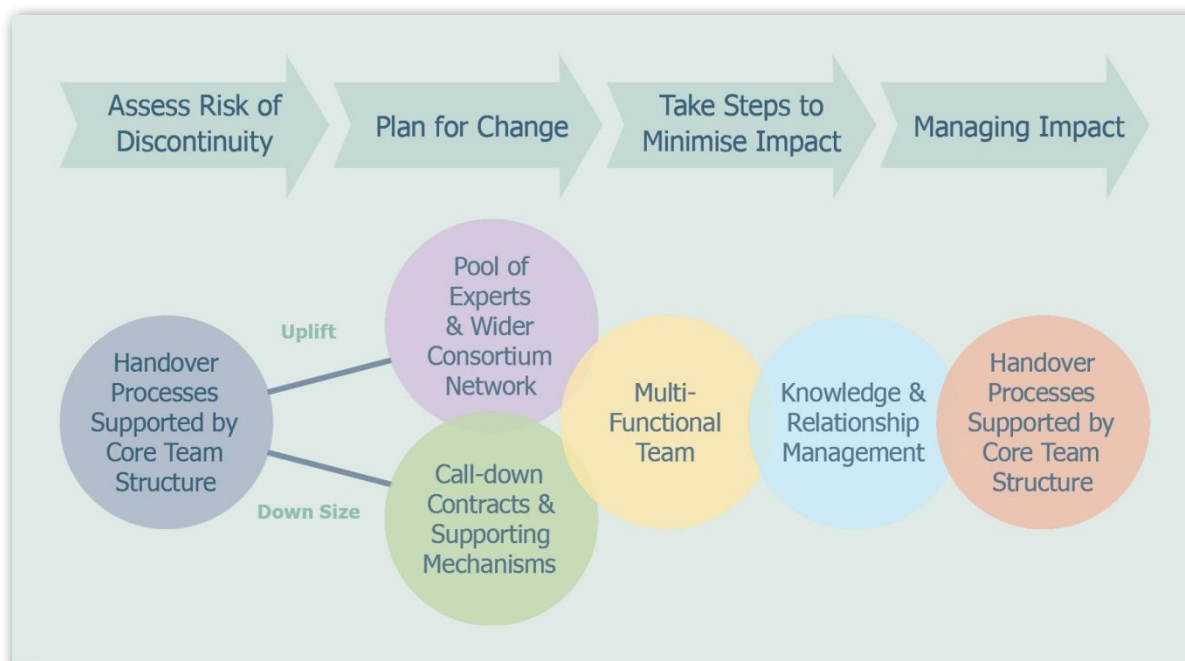 Assess Risk of
Discontinuity
Plan for Change
Take Steps to
Minimise Impact
Managing Impact
Handover
Processes
Supported by
Core Team
Structure
Uplift
Down Size
Pool of
Experts
& Wider
Consortium
Network
Call-down
Contracts &
Supporting
Mechanisms
Multi-
Functional
Team
Knowledge &
Relationship
Management
Handover
Processes
Supported by
Core Team
Structure